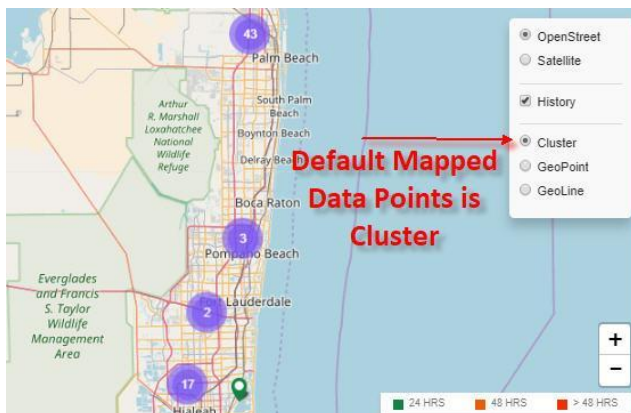 43
Palm Beach
Arthur
R. Marshall
Loxahatchee
National
Wildlife
Refuge
South Palm
Beach
Boynton Beach
Delray Beach
Boca Raton
3
Pompano Beach
Everglades
and Francis
S. Taylor
Wildlife
Management
Area
Fort Lauderdale
2
17
Hialeah
OpenStreet
Satellite
History
Cluster
GeoPoint
GeoLine
Default Mapped
Data Points is
Cluster
+
−
24 HRS
48 HRS
> 48 HRS